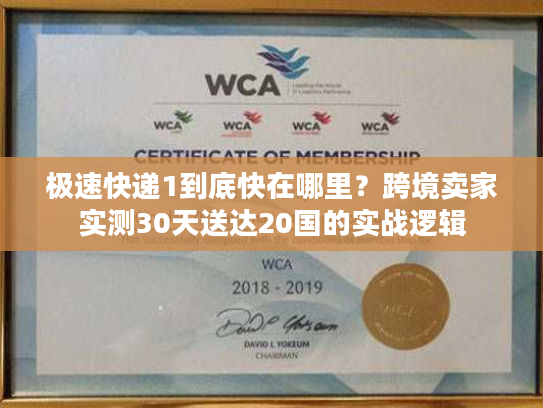 WCA
Leading the World
in Logistics Partnering
WCA WCA WCA WCA
CERTIFICATE OF MEMBERSHIP
极速快递1到底快在哪里？跨境卖家
实测30天送达20国的实战逻辑
WCA
2018 - 2019
DAVID L YOKEUM
CHAIRMAN